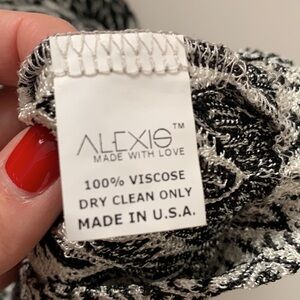 ALEXIS™
MADE WITH LOVE
100% VISCOSE
DRY CLEAN ONLY
MADE IN U.S.A.